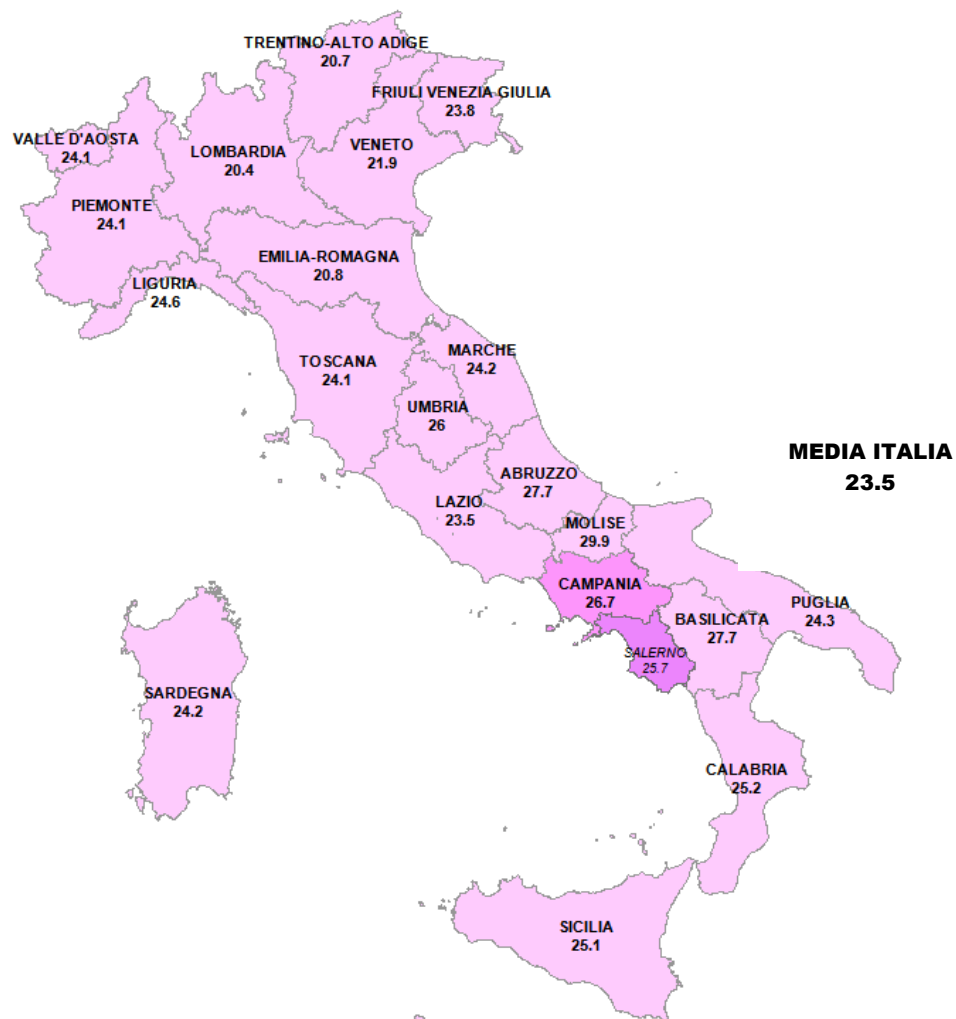 TRENTINO-ALTO ADIGE
20.7
FRIULI VENEZIA GIULIA
23.8
VALLE D'AOSTA
24.1
LOMBARDIA
20.4
VENETO
21.9
PIEMONTE
24.1
EMILIA-ROMAGNA
20.8
LIGURIA
24.6
MARCHE
24.2
TOSCANA
24.1
UMBRIA
26
MEDIA ITALIA
23.5
ABRUZZO
27.7
LAZIO
23.5
MOLISE
29.9
CAMPANIA
26.7
PUGLIA
24.3
BASILICATA
27.7
SALERNO
25.7
SARDEGNA
24.2
CALABRIA
25.2
SICILIA
25.1